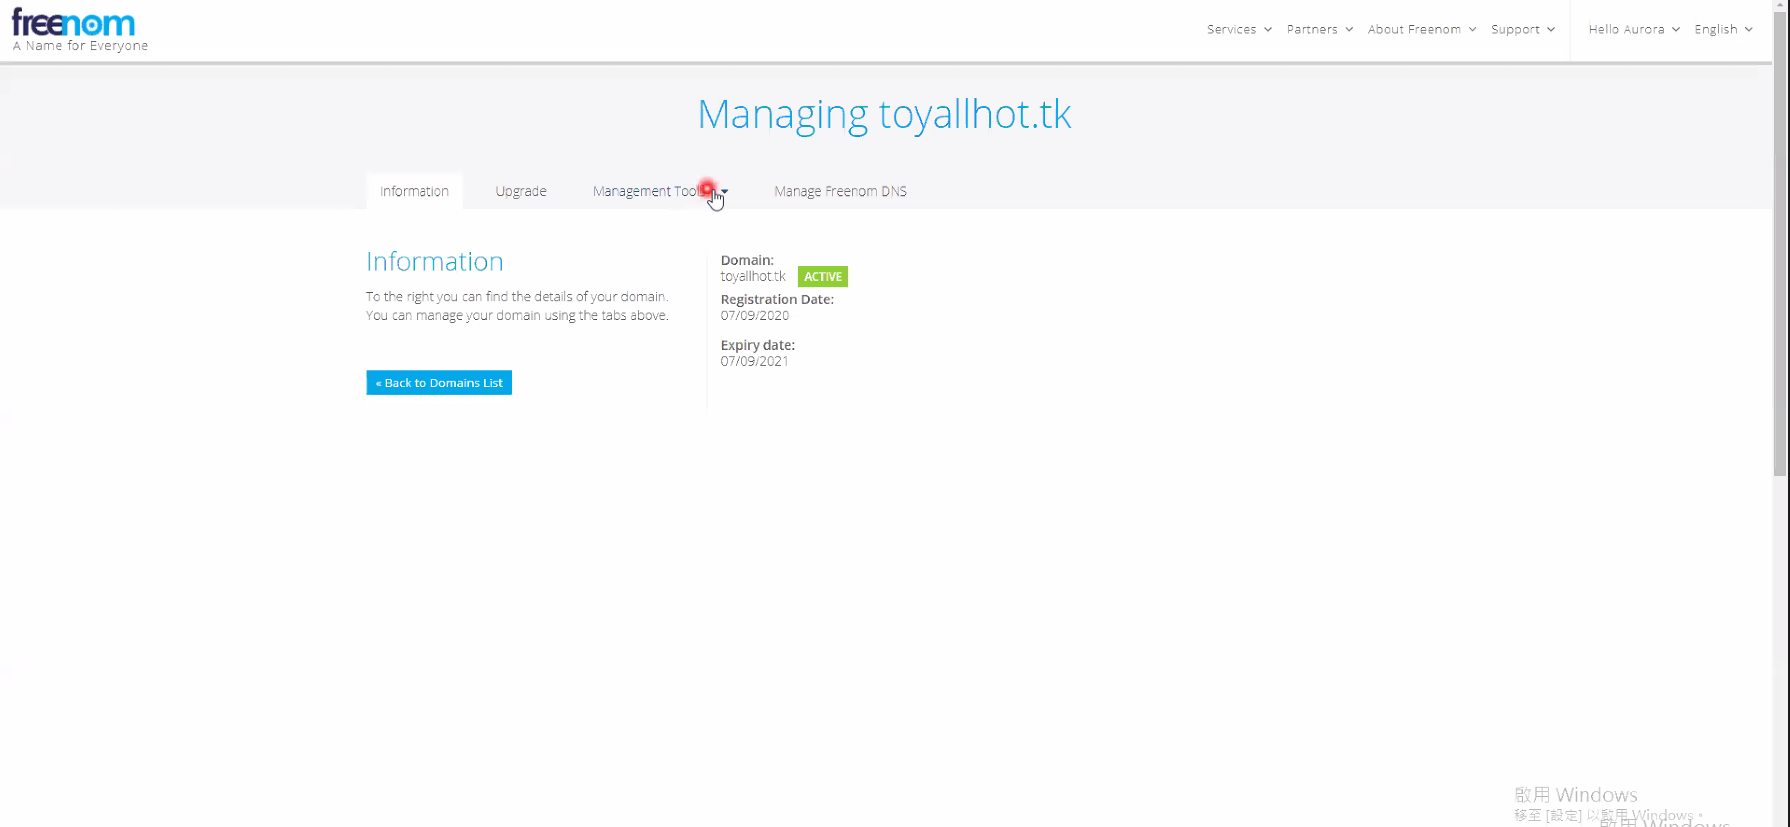 freenom
A Name for Everyone
Services Partners About Freenom Support Hello Aurora English
Managing toyallhot.tk
Information Upgrade Management Tools Manage Freenom DNS
Information
To the right you can find the details of your domain.
You can manage your domain using the tabs above.
« Back to Domains List
Domain:
toyallhot.tk ACTIVE
Registration Date:
07/09/2020
Expiry date:
07/09/2021
啟用 Windows
移至 [設定] 以啟用 Windows。
啟用 Windows